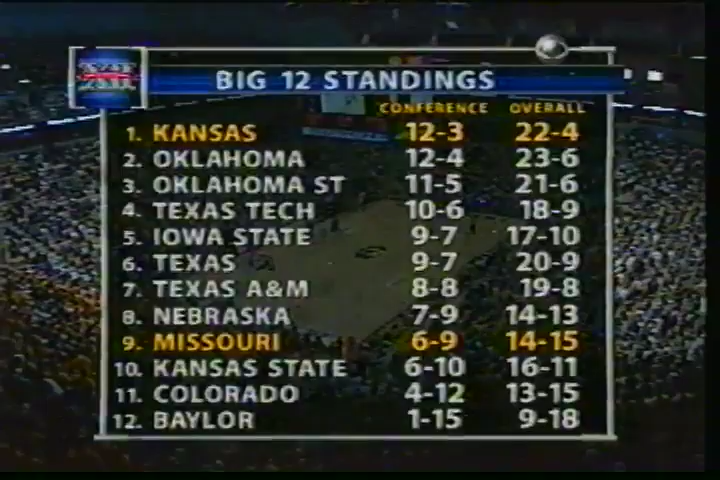 BIG 12 STANDINGS
CONFERENCE OVERALL
1. KANSAS 12-3 22-4
2. OKLAHOMA 12-4 23-6
3. OKLAHOMA ST 11-5 21-6
4. TEXAS TECH 10-6 18-9
5. IOWA STATE 9-7 17-10
6. TEXAS 9-7 20-9
7. TEXAS A&M 8-8 19-8
8. NEBRASKA 7-9 14-13
9. MISSOURI 6-9 14-15
10. KANSAS STATE 6-10 16-11
11. COLORADO 4-12 13-15
12. BAYLOR 1-15 9-18